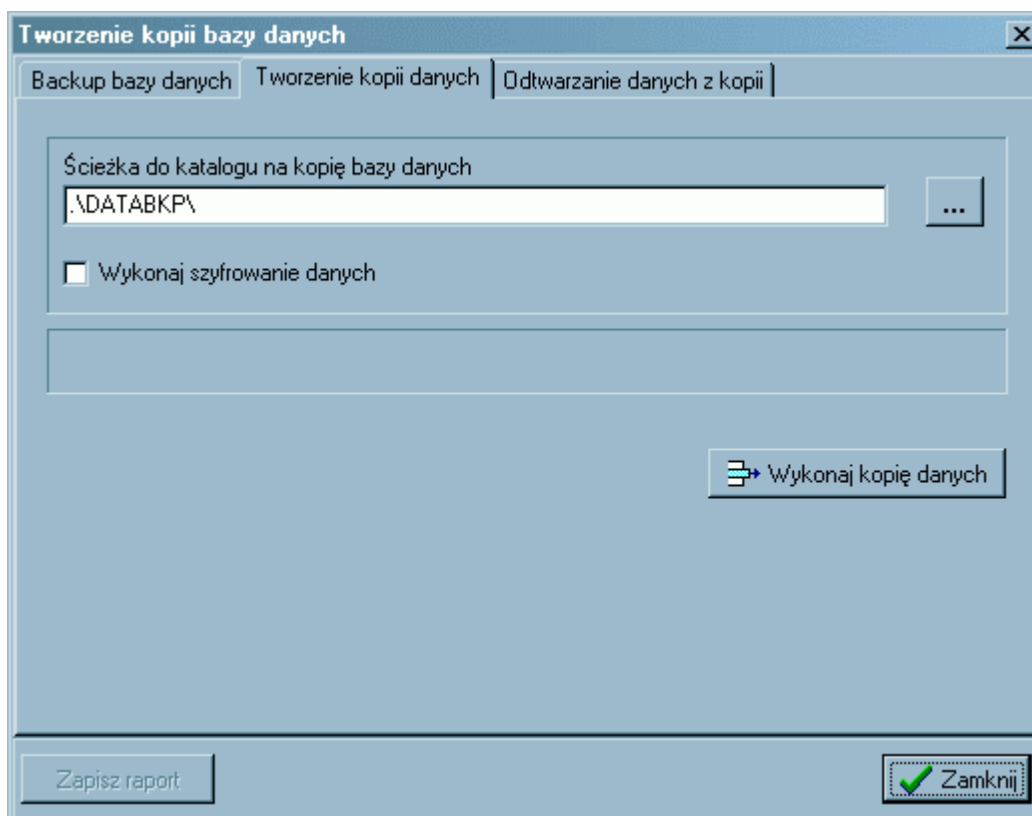 Tworzenie kopii bazy danych
Backup bazy danych Tworzenie kopii danych Odtwarzanie danych z kopii
Ścieżka do katalogu na kopię bazy danych
.\DATABKP\
...
Wykonaj szyfrowanie danych
Wykonaj kopię danych
Zapisz raport
Zamknij